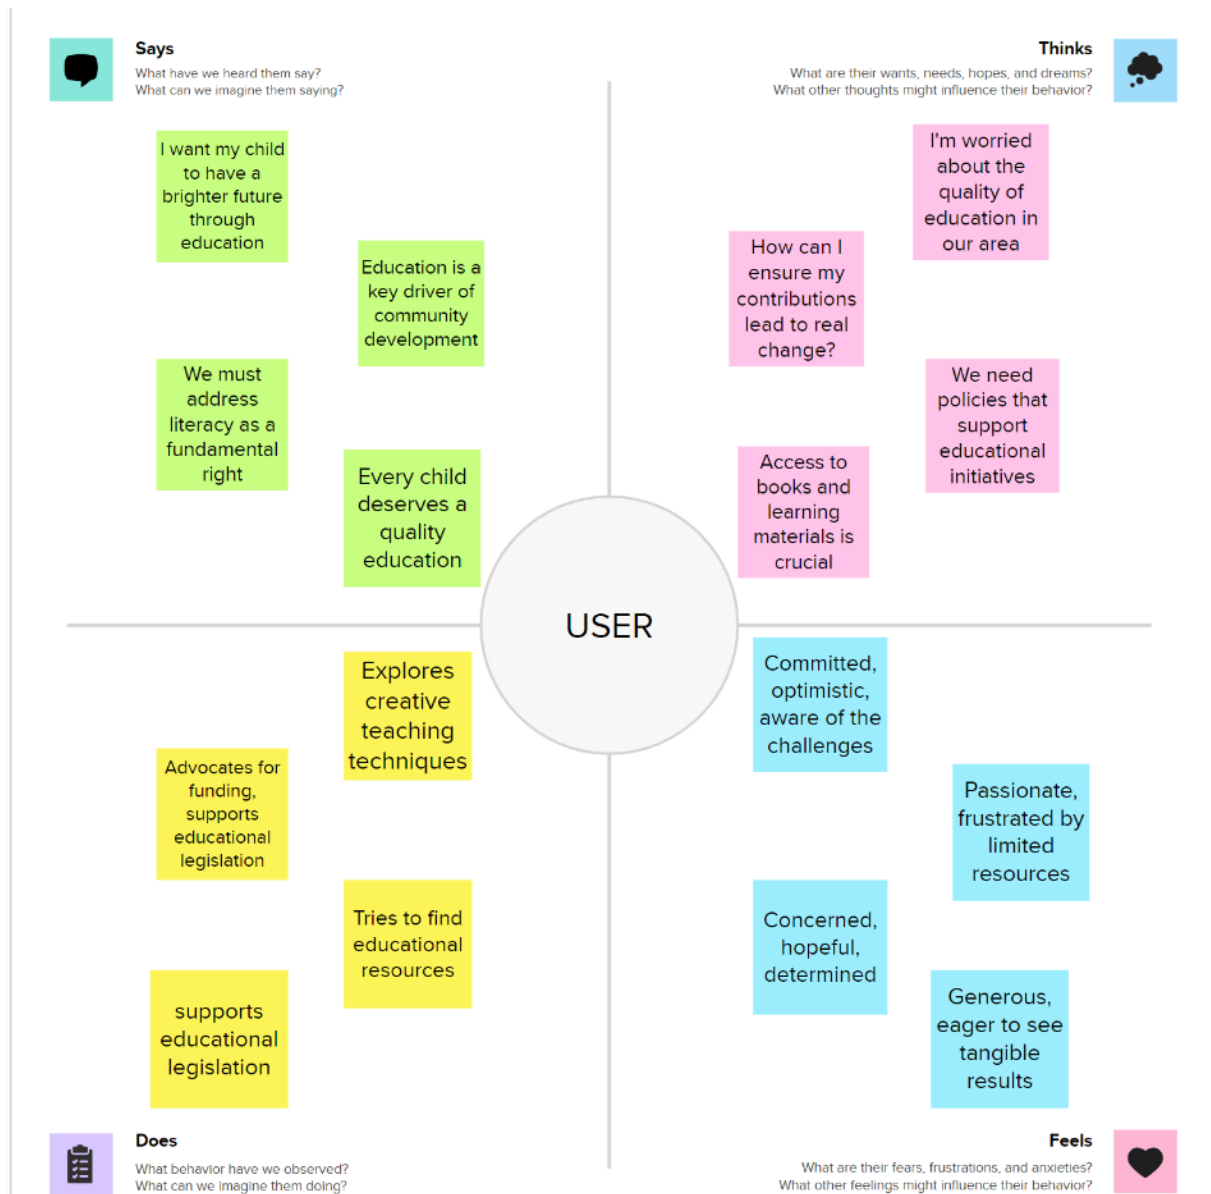 Says
What have we heard them say?
What can we imagine them saying?
Thinks
What are their wants, needs, hopes, and dreams?
What other thoughts might influence their behavior?
I want my child
to have a
brighter future
through
education
Education is a
key driver of
community
development
We must
address
literacy as a
fundamental
right
Every child
deserves a
quality
education
I'm worried
about the
quality of
education in
our area
How can I
ensure my
contributions
lead to real
change?
We need
policies that
support
educational
initiatives
Access to
books and
learning
materials is
crucial
USER
Explores
creative
teaching
techniques
Advocates for
funding,
supports
educational
legislation
Tries to find
educational
resources
supports
educational
legislation
Committed,
optimistic,
aware of the
challenges
Passionate,
frustrated by
limited
resources
Concerned,
hopeful,
determined
Generous,
eager to see
tangible
results
Does
What behavior have we observed?
What can we imagine them doing?
Feels
What are their fears, frustrations, and anxieties?
What other feelings might influence their behavior?